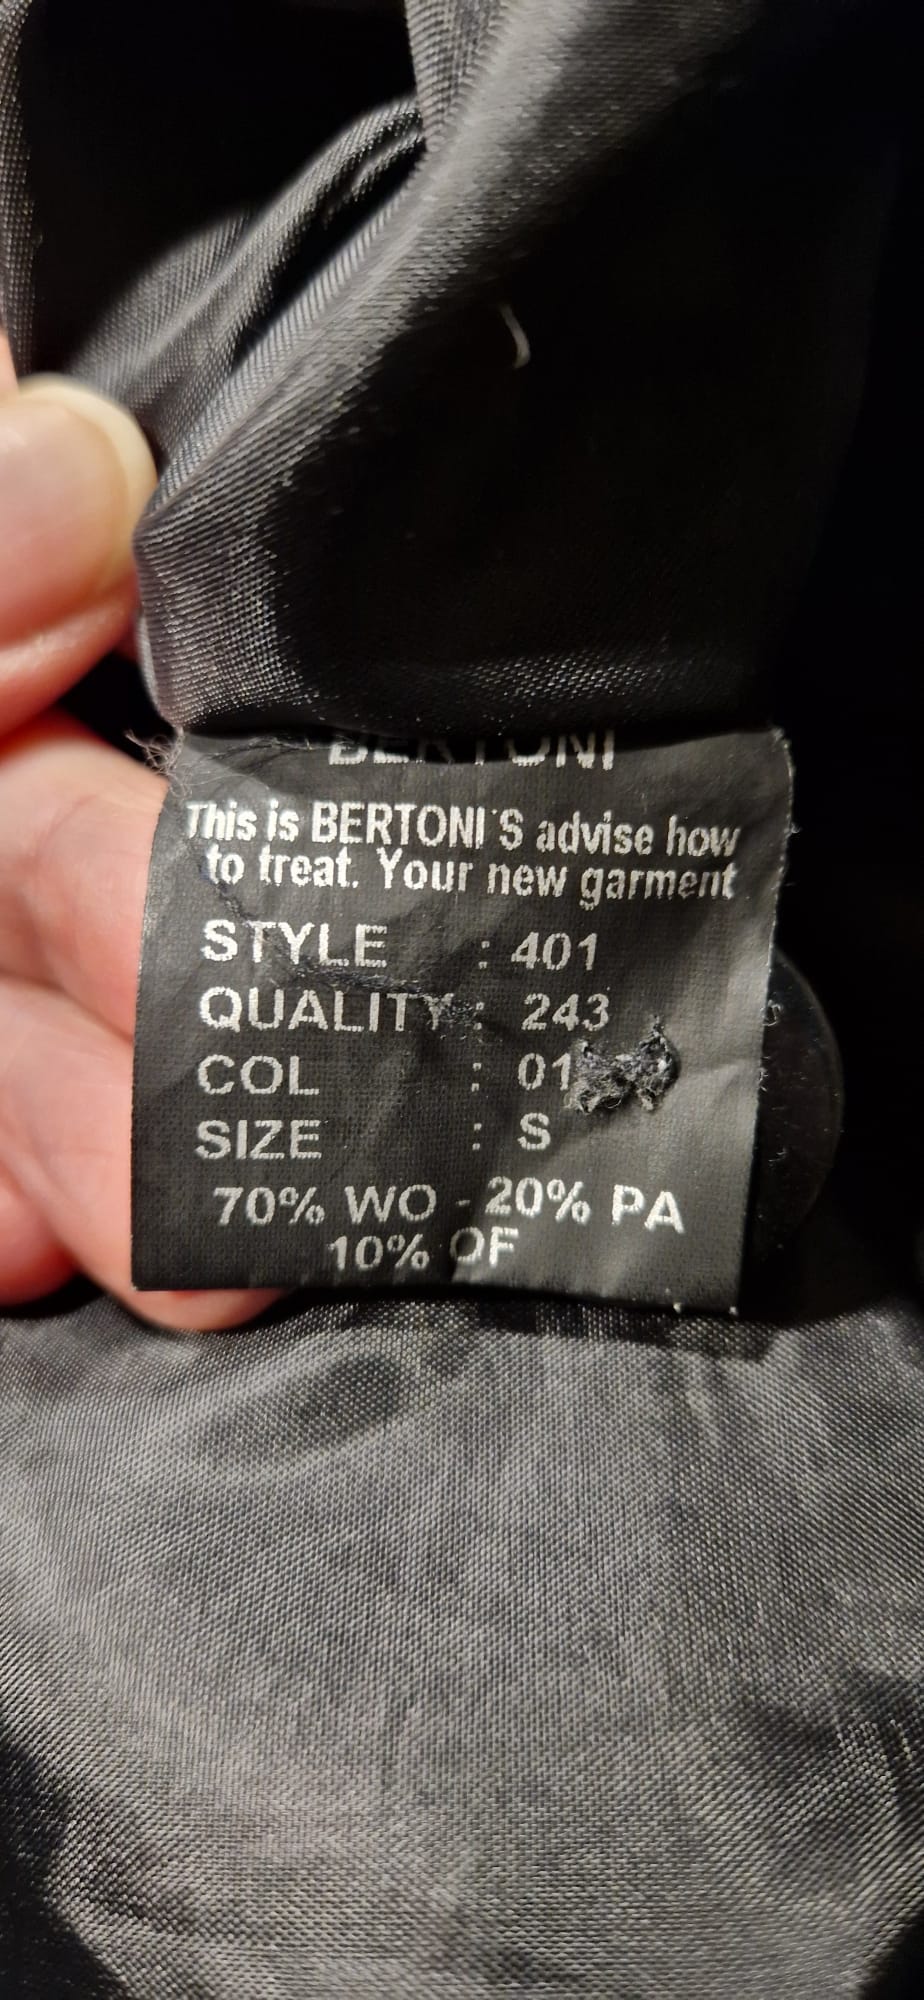 BERTONI
This is BERTONI'S advise how
to treat. Your new garment
STYLE : 401
QUALITY : 243
COL : 01
SIZE : S
70% WO - 20% PA
10% OF